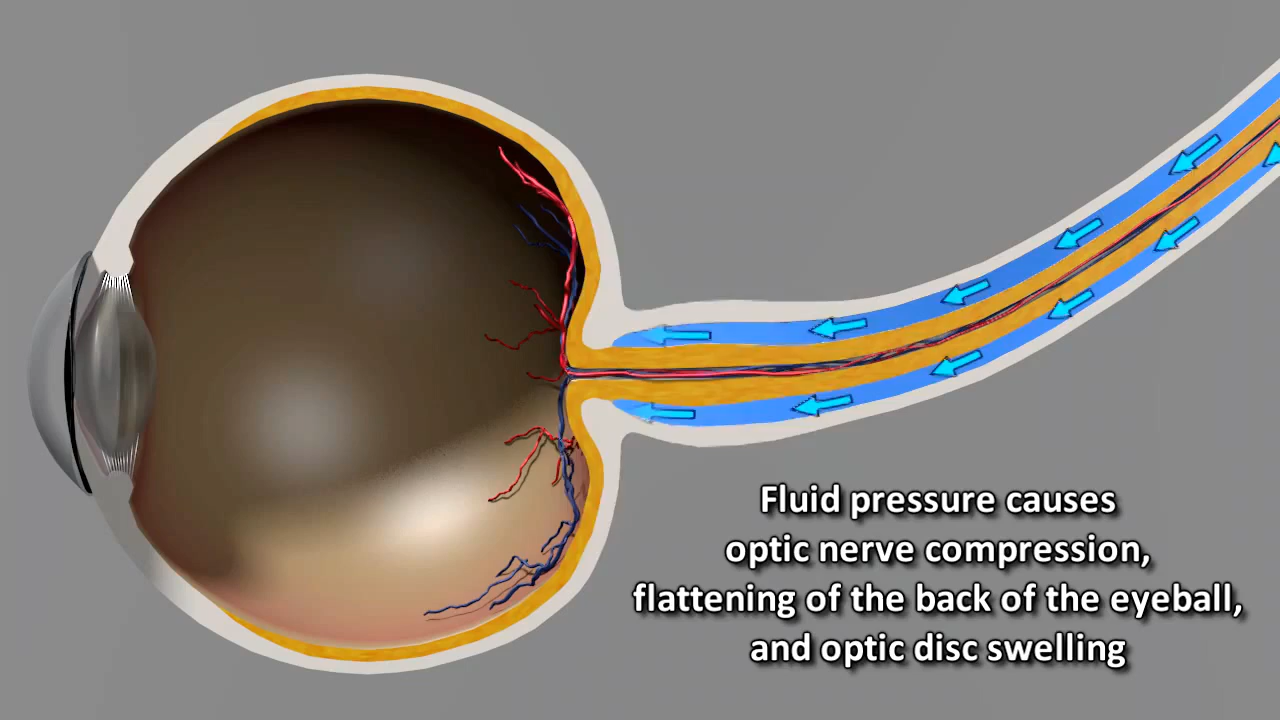 Fluid pressure causes
optic nerve compression,
flattening of the back of the eyeball,
and optic disc swelling